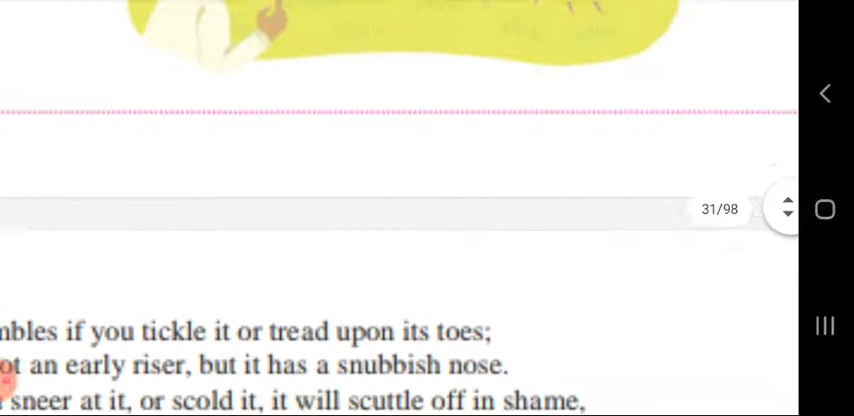 31/98
mbles if you tickle it or tread upon its toes;
ot an early riser, but it has a snubbish nose.
sneer at it, or scold it, it will scuttle off in shame,